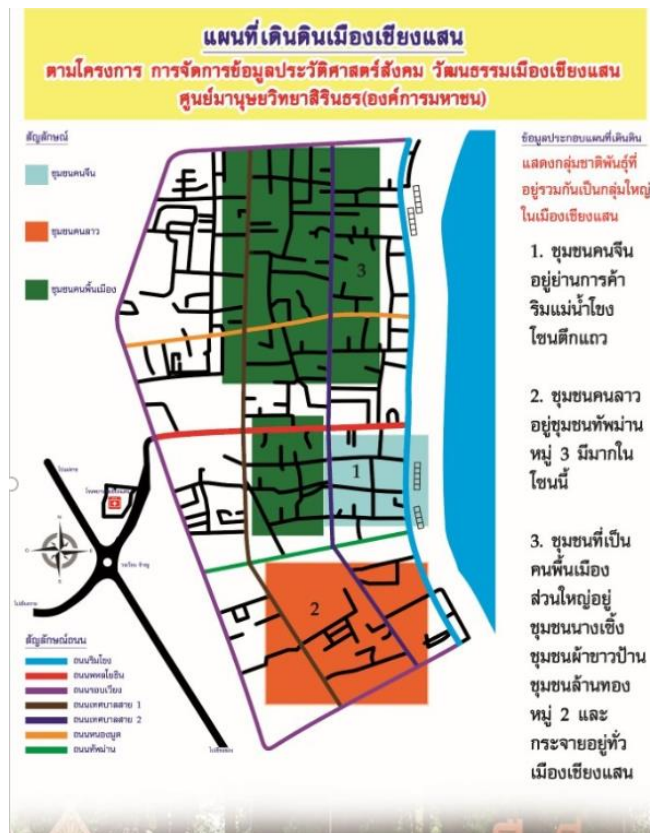 แผนที่เดินดินเมืองเชียงแสน
ตามโครงการ การจัดการข้อมูลประวัติศาสตร์สังคม วัฒนธรรมเมืองเชียงแสน
ศูนย์มานุษยวิทยาสิรินธร(องค์การมหาชน)
สัญลักษณ์
ชุมชนคนจีน
ชุมชนคนลาว
ชุมชนคนพื้นเมือง
3
1
2
ข้อมูลประกอบแผนที่เดินดิน
แสดงกลุ่มชาติพันธุ์ที่
อยู่รวมกันเป็นกลุ่มใหญ่
ในเมืองเชียงแสน
1. ชุมชนคนจีน
อยู่ย่านการค้า
ริมแม่น้ำโขง
โซนตึกแถว
2. ชุมชนคนลาว
อยู่ชุมชนทัพม่าน
หมู่ 3 มีมากใน
โซนนี้
3. ชุมชนที่เป็น
คนพื้นเมือง
ส่วนใหญ่อยู่
ชุมชนนางเชิ้ง
ชุมชนผ้าขาวป้าน
ชุมชนล้านทอง
หมู่ 2 และ
กระจายอยู่ทั่ว
เมืองเชียงแสน
สัญลักษณ์ถนน
ถนนริมโขง
ถนนพหลโยธิน
ถนนรอบเวียง
ถนนเทศบาลสาย 1
ถนนเทศบาลสาย 2
ถนนหนองมูต
ถนนทัพม่าน